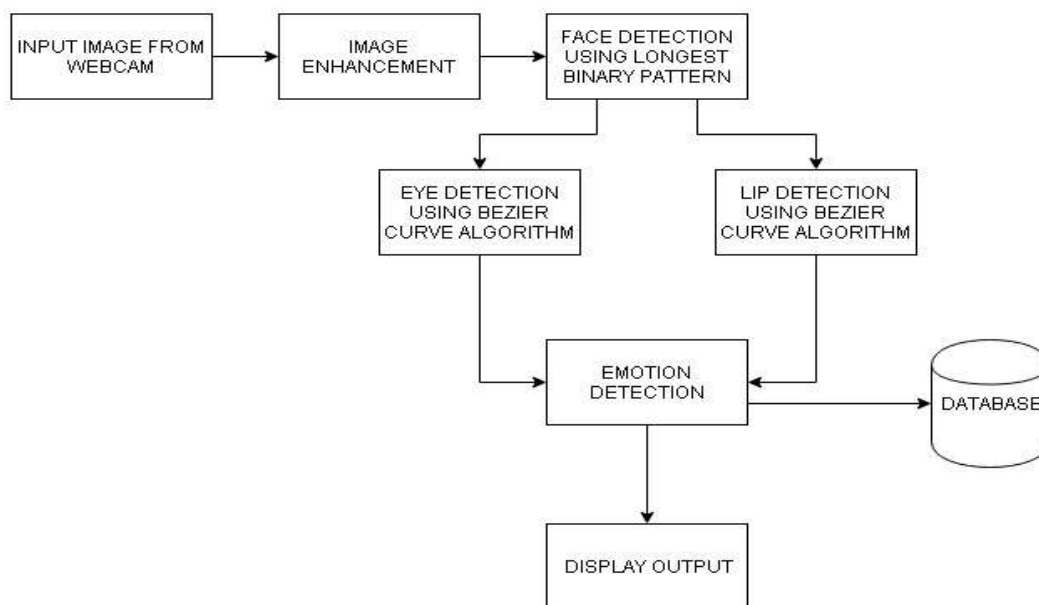 INPUT IMAGE FROM
WEBCAM
IMAGE
ENHANCEMENT
FACE DETECTION
USING LONGEST
BINARY PATTERN
EYE DETECTION
USING BEZIER
CURVE ALGORITHM
LIP DETECTION
USING BEZIER
CURVE ALGORITHM
EMOTION
DETECTION
DATABASE
DISPLAY OUTPUT